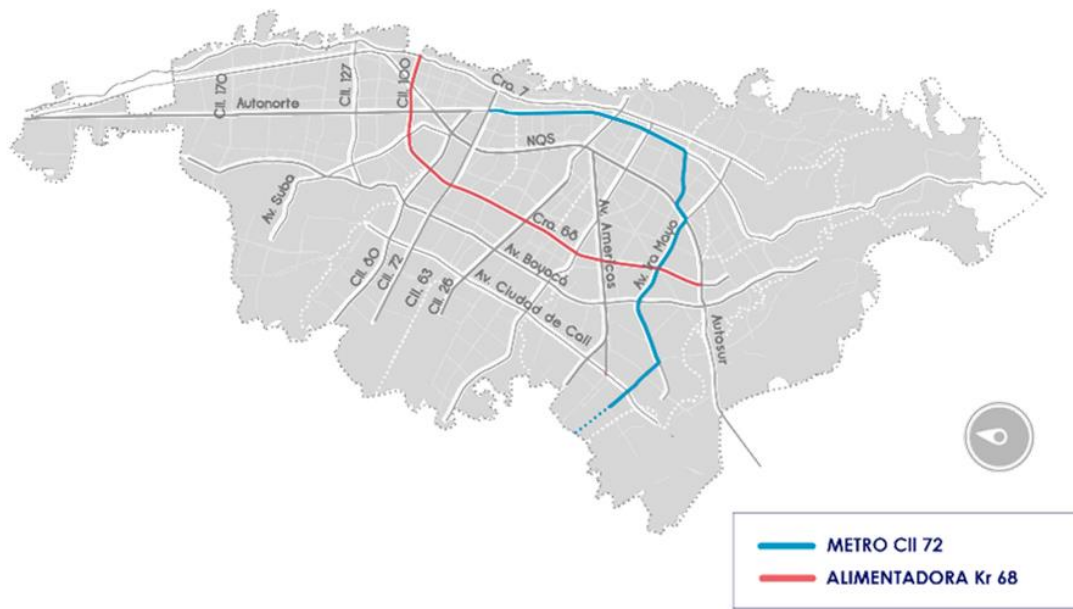 Cll. 170
Autonorte
Cll. 127
Cll. 100
Cra. 7
NQS
Av. Suba
Cll. 80
Cll. 72
Cll. 63
Cll. 26
Cra. 68
Av. Boyacá
Av. Ciudad de Cali
Av. Americas
Av. 1ra Mayo
Autosur
METRO Cll 72
ALIMENTADORA Kr 68